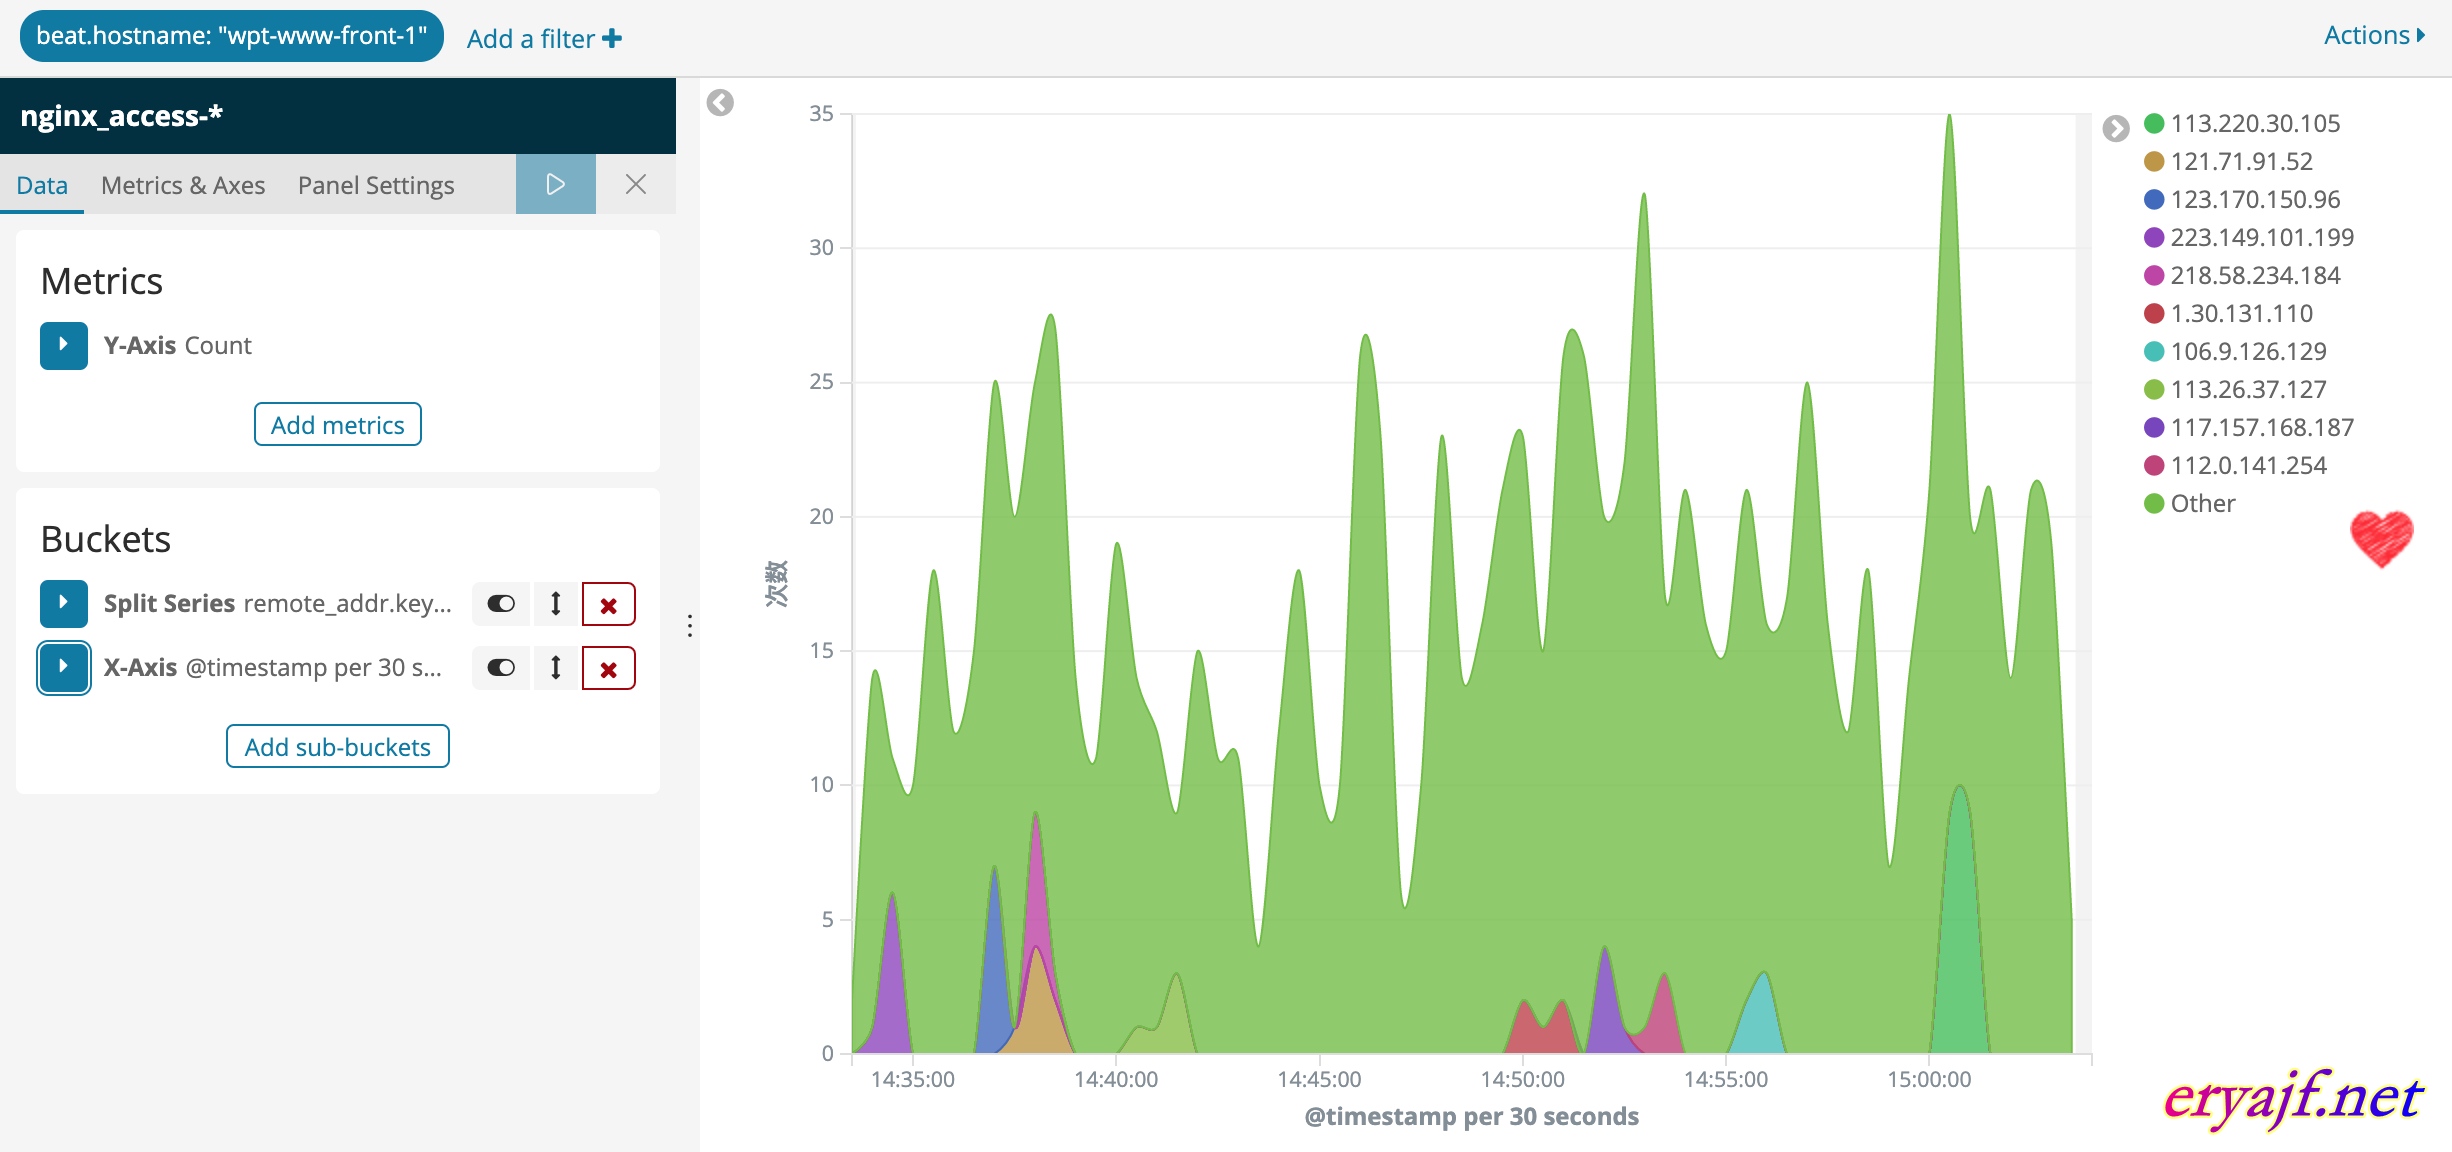 beat.hostname: "wpt-www-front-1"
Add a filter
Actions
nginx_access-*
Data
Metrics & Axes
Panel Settings
Metrics
Y-Axis Count
Add metrics
Buckets
Split Series remote_addr.key...
X-Axis @timestamp per 30 s...
Add sub-buckets
次数
35
30
25
20
15
10
5
0
14:35:00
14:40:00
14:45:00
14:50:00
14:55:00
15:00:00
@timestamp per 30 seconds
113.220.30.105
121.71.91.52
123.170.150.96
223.149.101.199
218.58.234.184
1.30.131.110
106.9.126.129
113.26.37.127
117.157.168.187
112.0.141.254
Other
eryajf.net